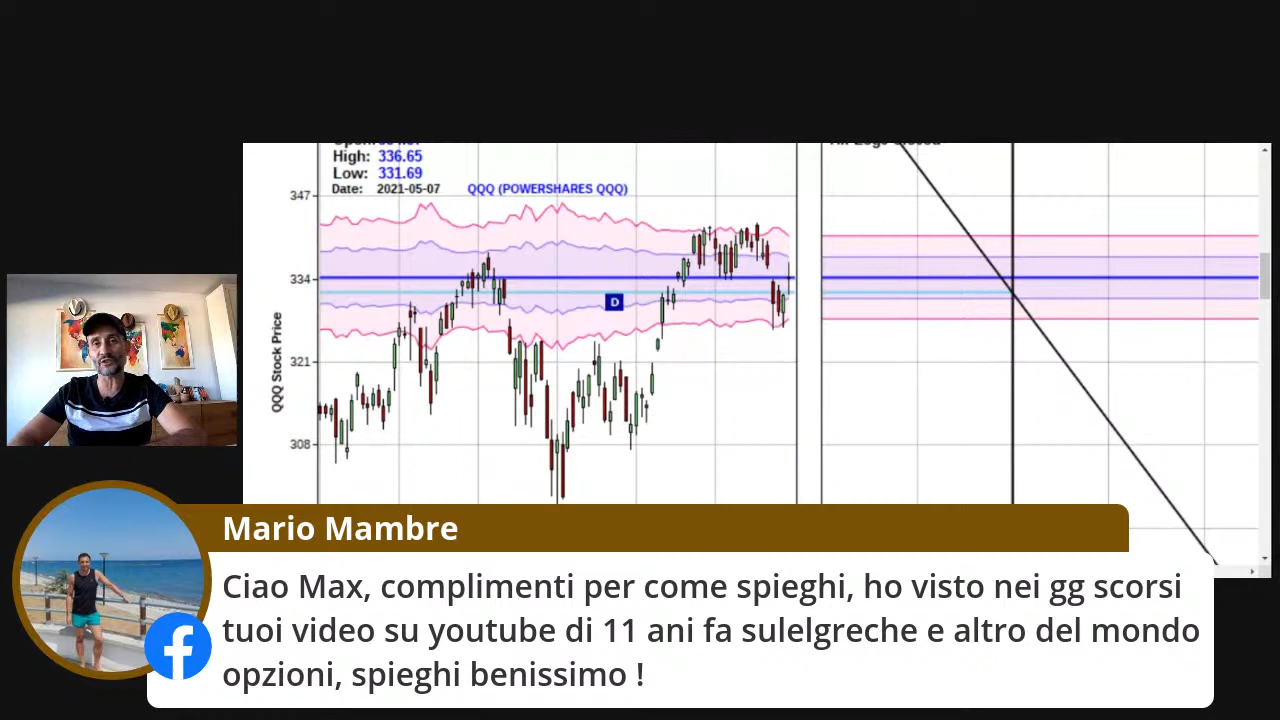 High: 336.65
Low: 331.69
Date: 2021-05-07 QQQ (POWERSHARES QQQ)
347
334
321
308
QQQ Stock Price
D
Mario Mambre
Ciao Max, complimenti per come spieghi, ho visto nei gg scorsi
tuoi video su youtube di 11 ani fa sulelgreche e altro del mondo
opzioni, spieghi benissimo !